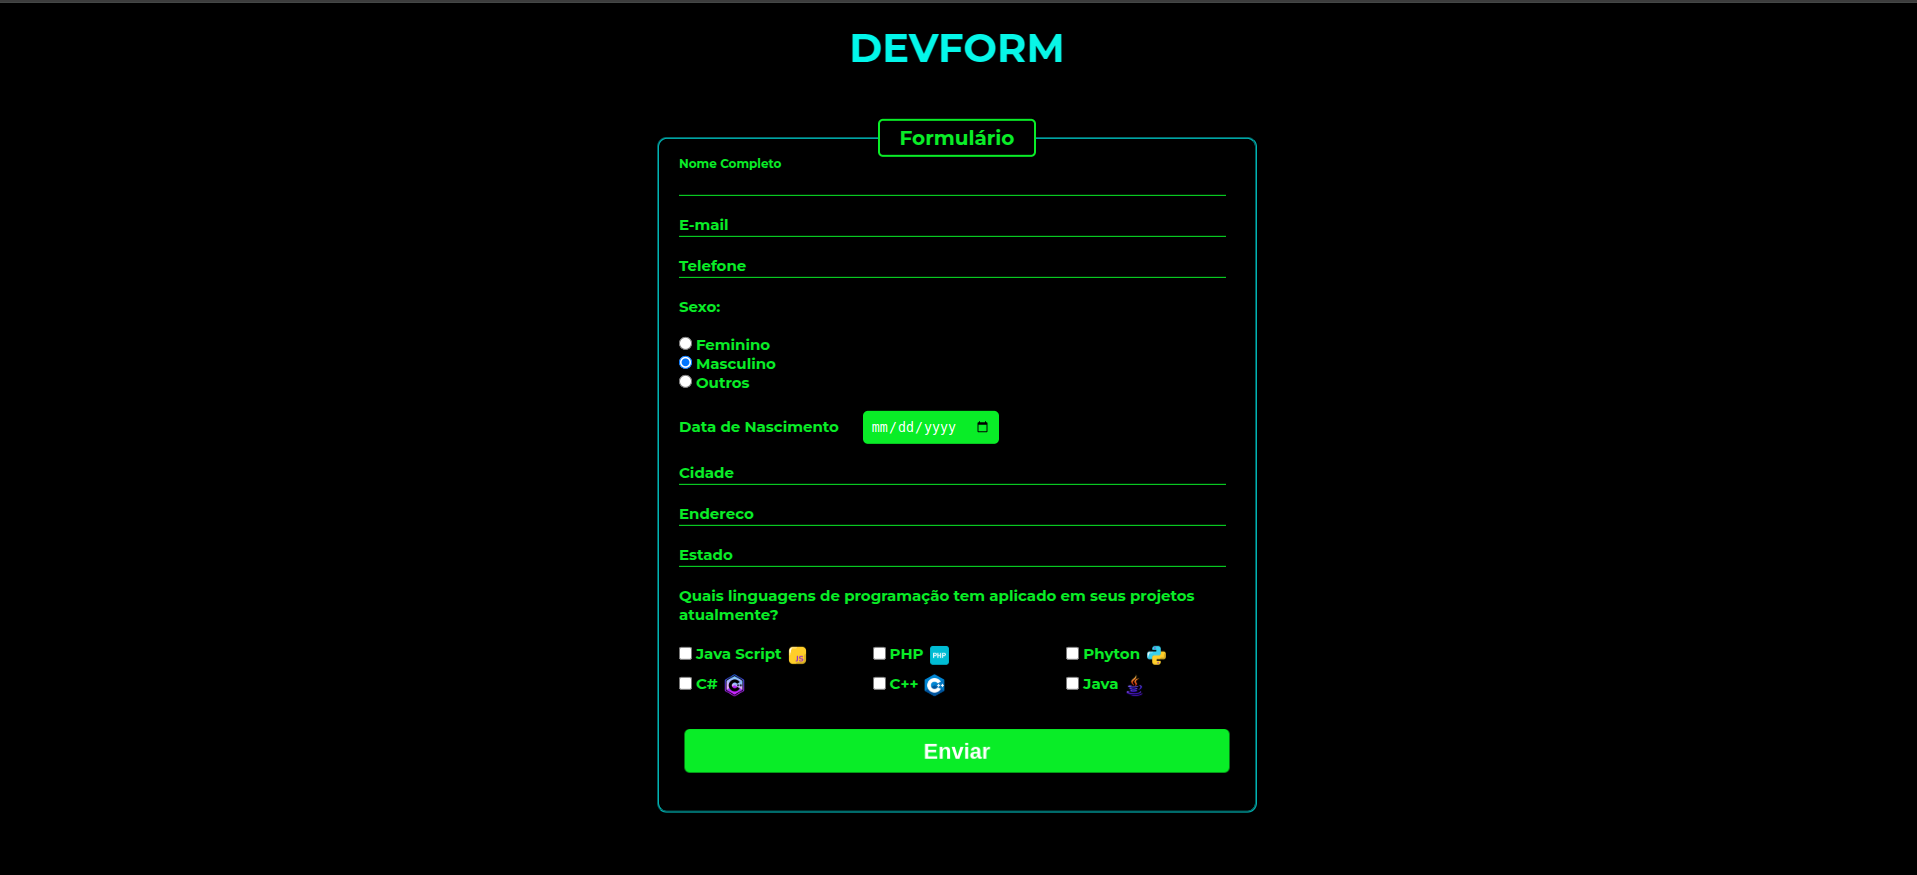 DEVFORM
Formulário
Nome Completo
E-mail
Telefone
Sexo:
Feminino
Masculino
Outros
Data de Nascimento mm/dd/yyyy
Cidade
Endereco
Estado
Quais linguagens de programação tem aplicado em seus projetos
atualmente?
Java Script JS PHP PHP Phyton
C# C C++ C++ Java
Enviar